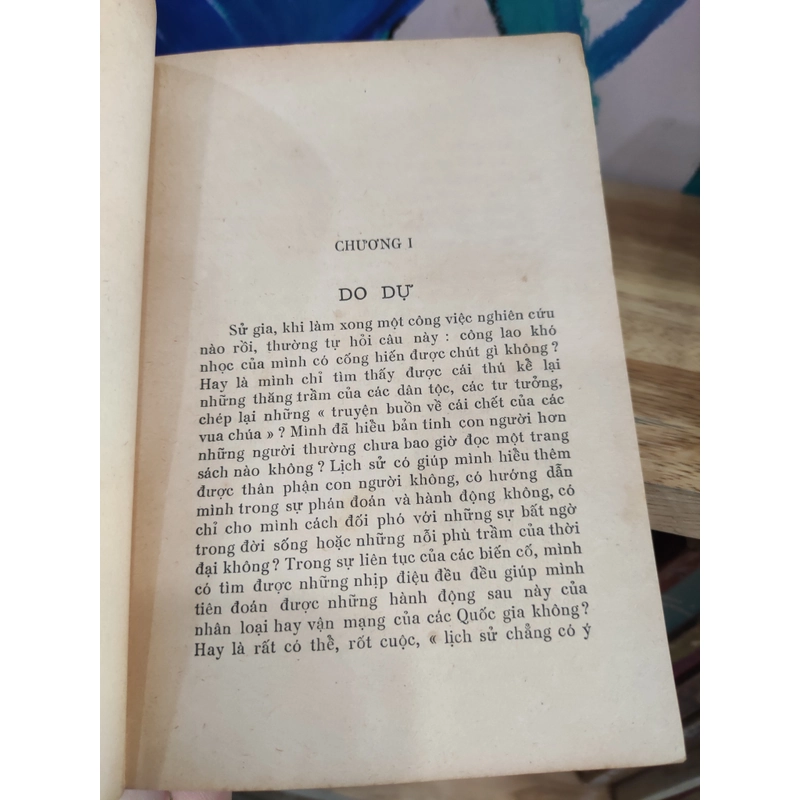 CHƯƠNG I
DO DỰ
Sử gia, khi làm xong một công việc nghiên cứu
nào rồi, thường tự hỏi câu này : công lao khó
nhọc của mình có cống hiến được chút gì không ?
Hay là mình chỉ tìm thấy được cái thú kể lại
những thăng trầm của các dân tộc, các tư tưởng,
chép lại những « truyện buồn về cái chết của các
vua chúa » ? Mình đã hiểu bản tính con người hơn
những người thường chưa bao giờ đọc một trang
sách nào không ? Lịch sử có giúp mình hiểu thêm
được thân phận con người không, có hướng dẫn
mình trong sự phán đoán và hành động không, có
chỉ cho mình cách đối phó với những sự bất ngờ
trong đời sống hoặc những nỗi phù trầm của thời
đại không ? Trong sự liên tục của các biến cố, mình
có tìm được những nhịp điệu đều đều giúp mình
tiên đoán được những hành động sau này của
nhân loại hay vận mạng của các Quốc gia không ?
Hay là rất có thể, rốt cuộc, « lịch sử chẳng có ý